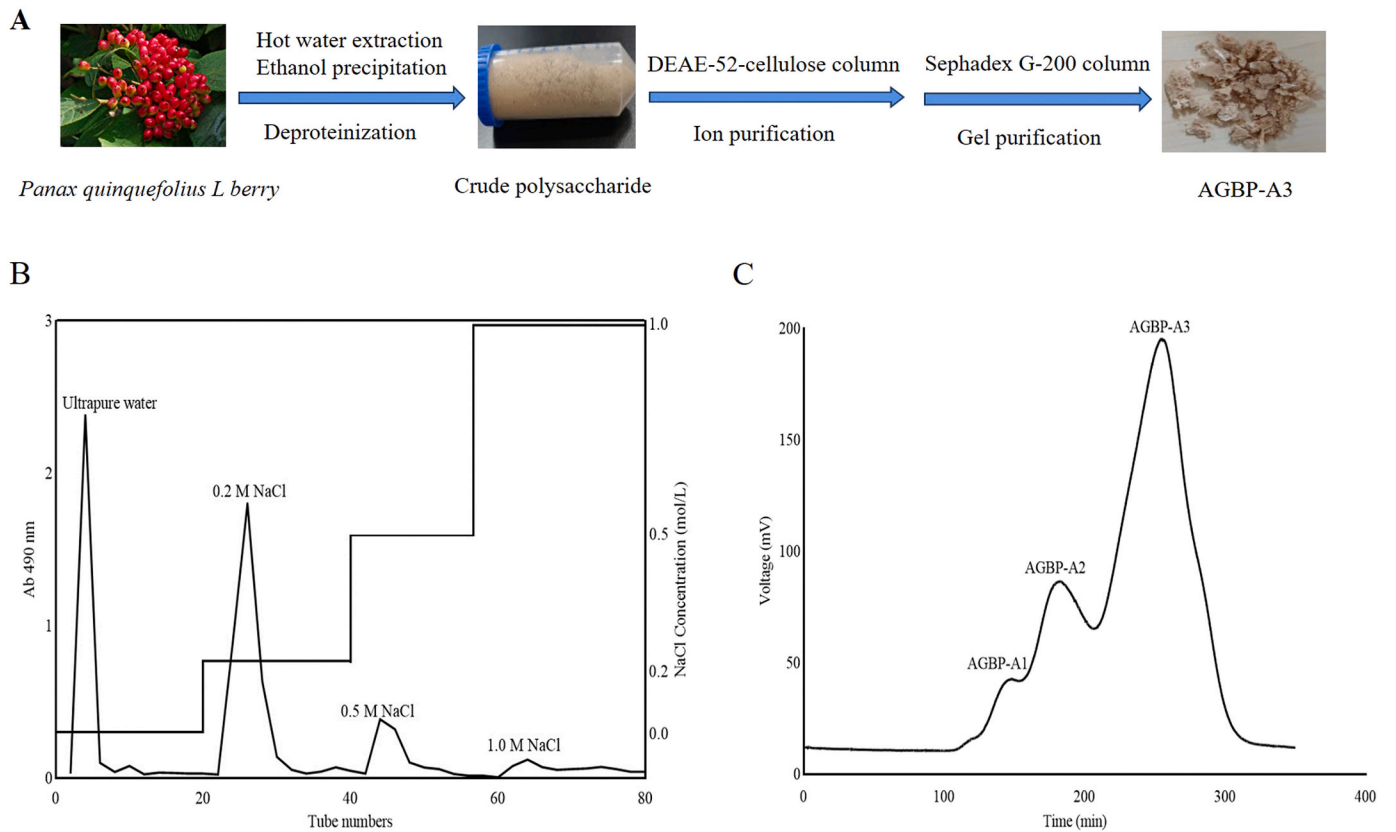 A
Hot water extraction
Ethanol precipitation
Deproteinization
DEAE-52-cellulose column
Ion purification
Sephadex G-200 column
Gel purification
Panax quinquefolius L berry
Crude polysaccharide
AGBP-A3
B
3
2
1
0
Ab 490 nm
Ultrapure water
0.2 M NaCl
0.5 M NaCl
1.0 M NaCl
1.0
0.5
0.2
0.0
NaCl Concentration (mol/L)
0 20 40 60 80
Tube numbers
C
200
150
100
50
0
Voltage (mV)
AGBP-A1
AGBP-A2
AGBP-A3
0 100 200 300 400
Time (min)